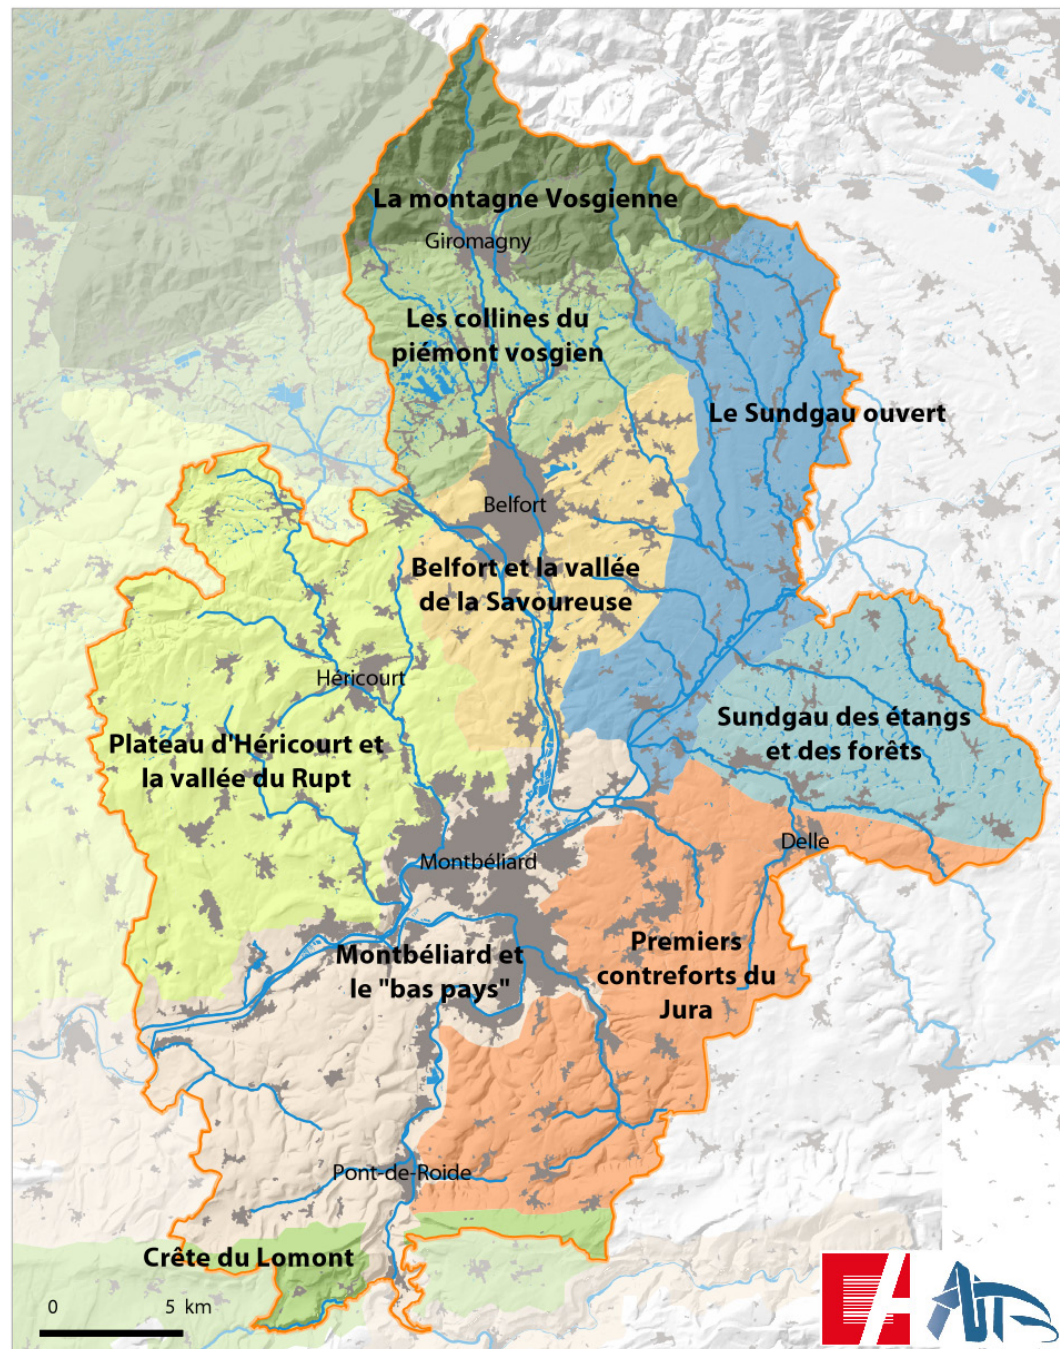 La montagne Vosgienne
Giromagny
Les collines du
piémont vosgien
Le Sundgau ouvert
Belfort
Belfort et la vallée
de la Savoureuse
Héricourt
Plateau d'Héricourt et
la vallée du Rupt
Sundgau des étangs
et des forêts
Delle
Montbéliard
Montbéliard et
le "bas pays"
Premiers
contreforts du
Jura
Pont-de-Roide
Crête du Lomont
0 5 km